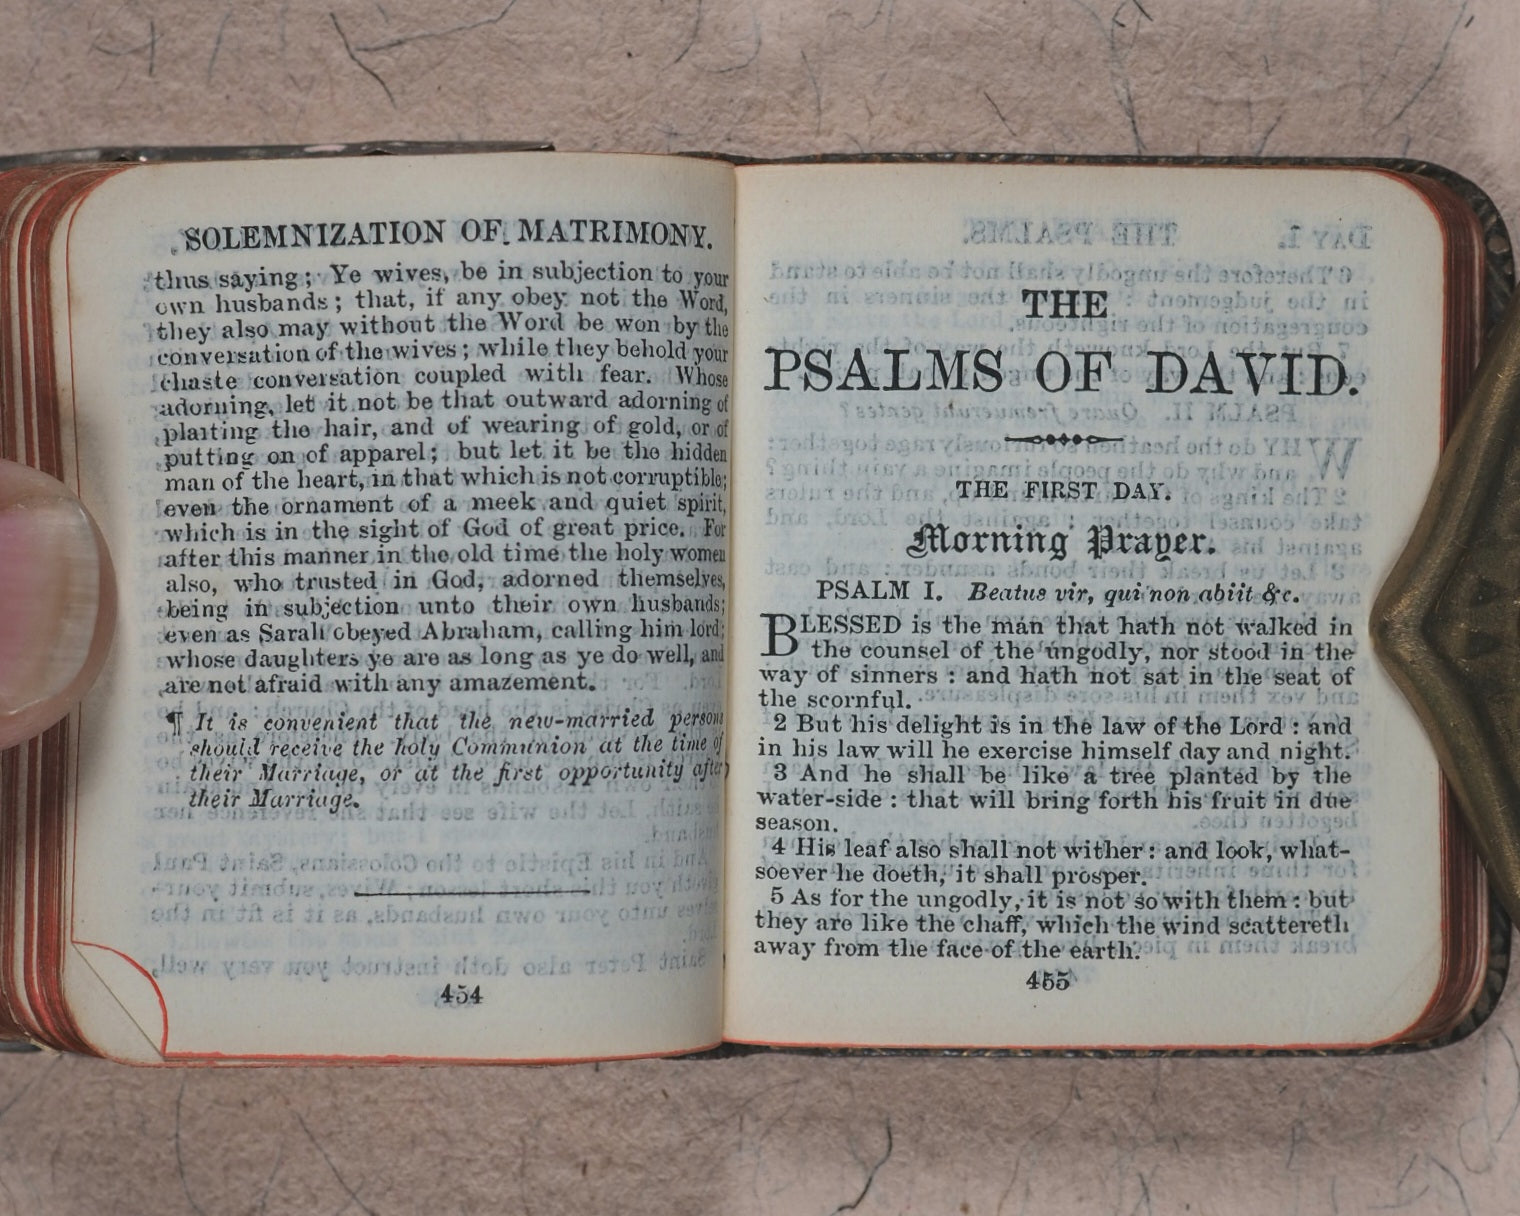 SOLEMNIZATION OF MATRIMONY.
thus saying; Ye wives, be in subjection to your
own husbands; that, if any obey not the Word,
they also may without the Word be won by the
conversation of the wives; while they behold your
chaste conversation coupled with fear. Whose
adorning, let it not be that outward adorning of
plaiting the hair, and of wearing of gold, or of
putting on of apparel; but let it be the hidden
man of the heart, in that which is not corruptible;
even the ornament of a meek and quiet spirit,
which is in the sight of God of great price. For
after this manner in the old time the holy women
also, who trusted in God, adorned themselves,
being in subjection unto their own husbands;
even as Sarah obeyed Abraham, calling him lord;
whose daughters ye are as long as ye do well, and
are not afraid with any amazement.
¶ It is convenient that the new-married persons
should receive the holy Communion at the time of
their Marriage, or at the first opportunity after
their Marriage.
454
THE
PSALMS OF DAVID.
THE FIRST DAY.
Morning Prayer.
PSALM I. Beatus vir, qui non abiit &c.
BLESSED is the man that hath not walked in
the counsel of the ungodly, nor stood in the
way of sinners : and hath not sat in the seat of
the scornful.
2 But his delight is in the law of the Lord : and
in his law will he exercise himself day and night.
3 And he shall be like a tree planted by the
water-side : that will bring forth his fruit in due
season.
4 His leaf also shall not wither : and look, what-
soever he doeth, it shall prosper.
5 As for the ungodly, it is not so with them : but
they are like the chaff, which the wind scattereth
away from the face of the earth.
455